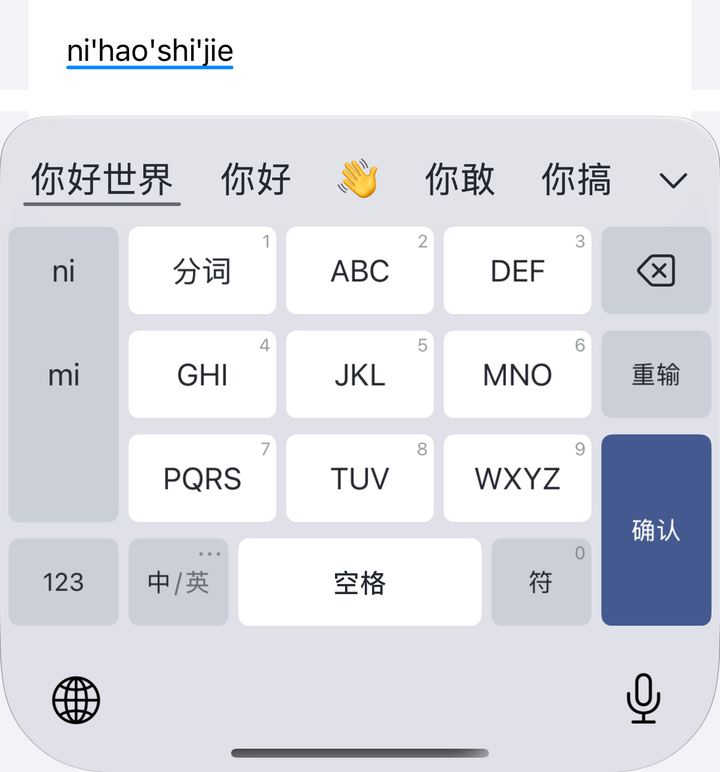 ni'hao'shi'jie
你好世界 你好 👋 你敢 你搞
ni 分词 1 ABC 2 DEF 3
mi GHI 4 JKL 5 MNO 6 重输
PQRS 7 TUV 8 WXYZ 9
确认
123 中/英 ... 空格 符 0